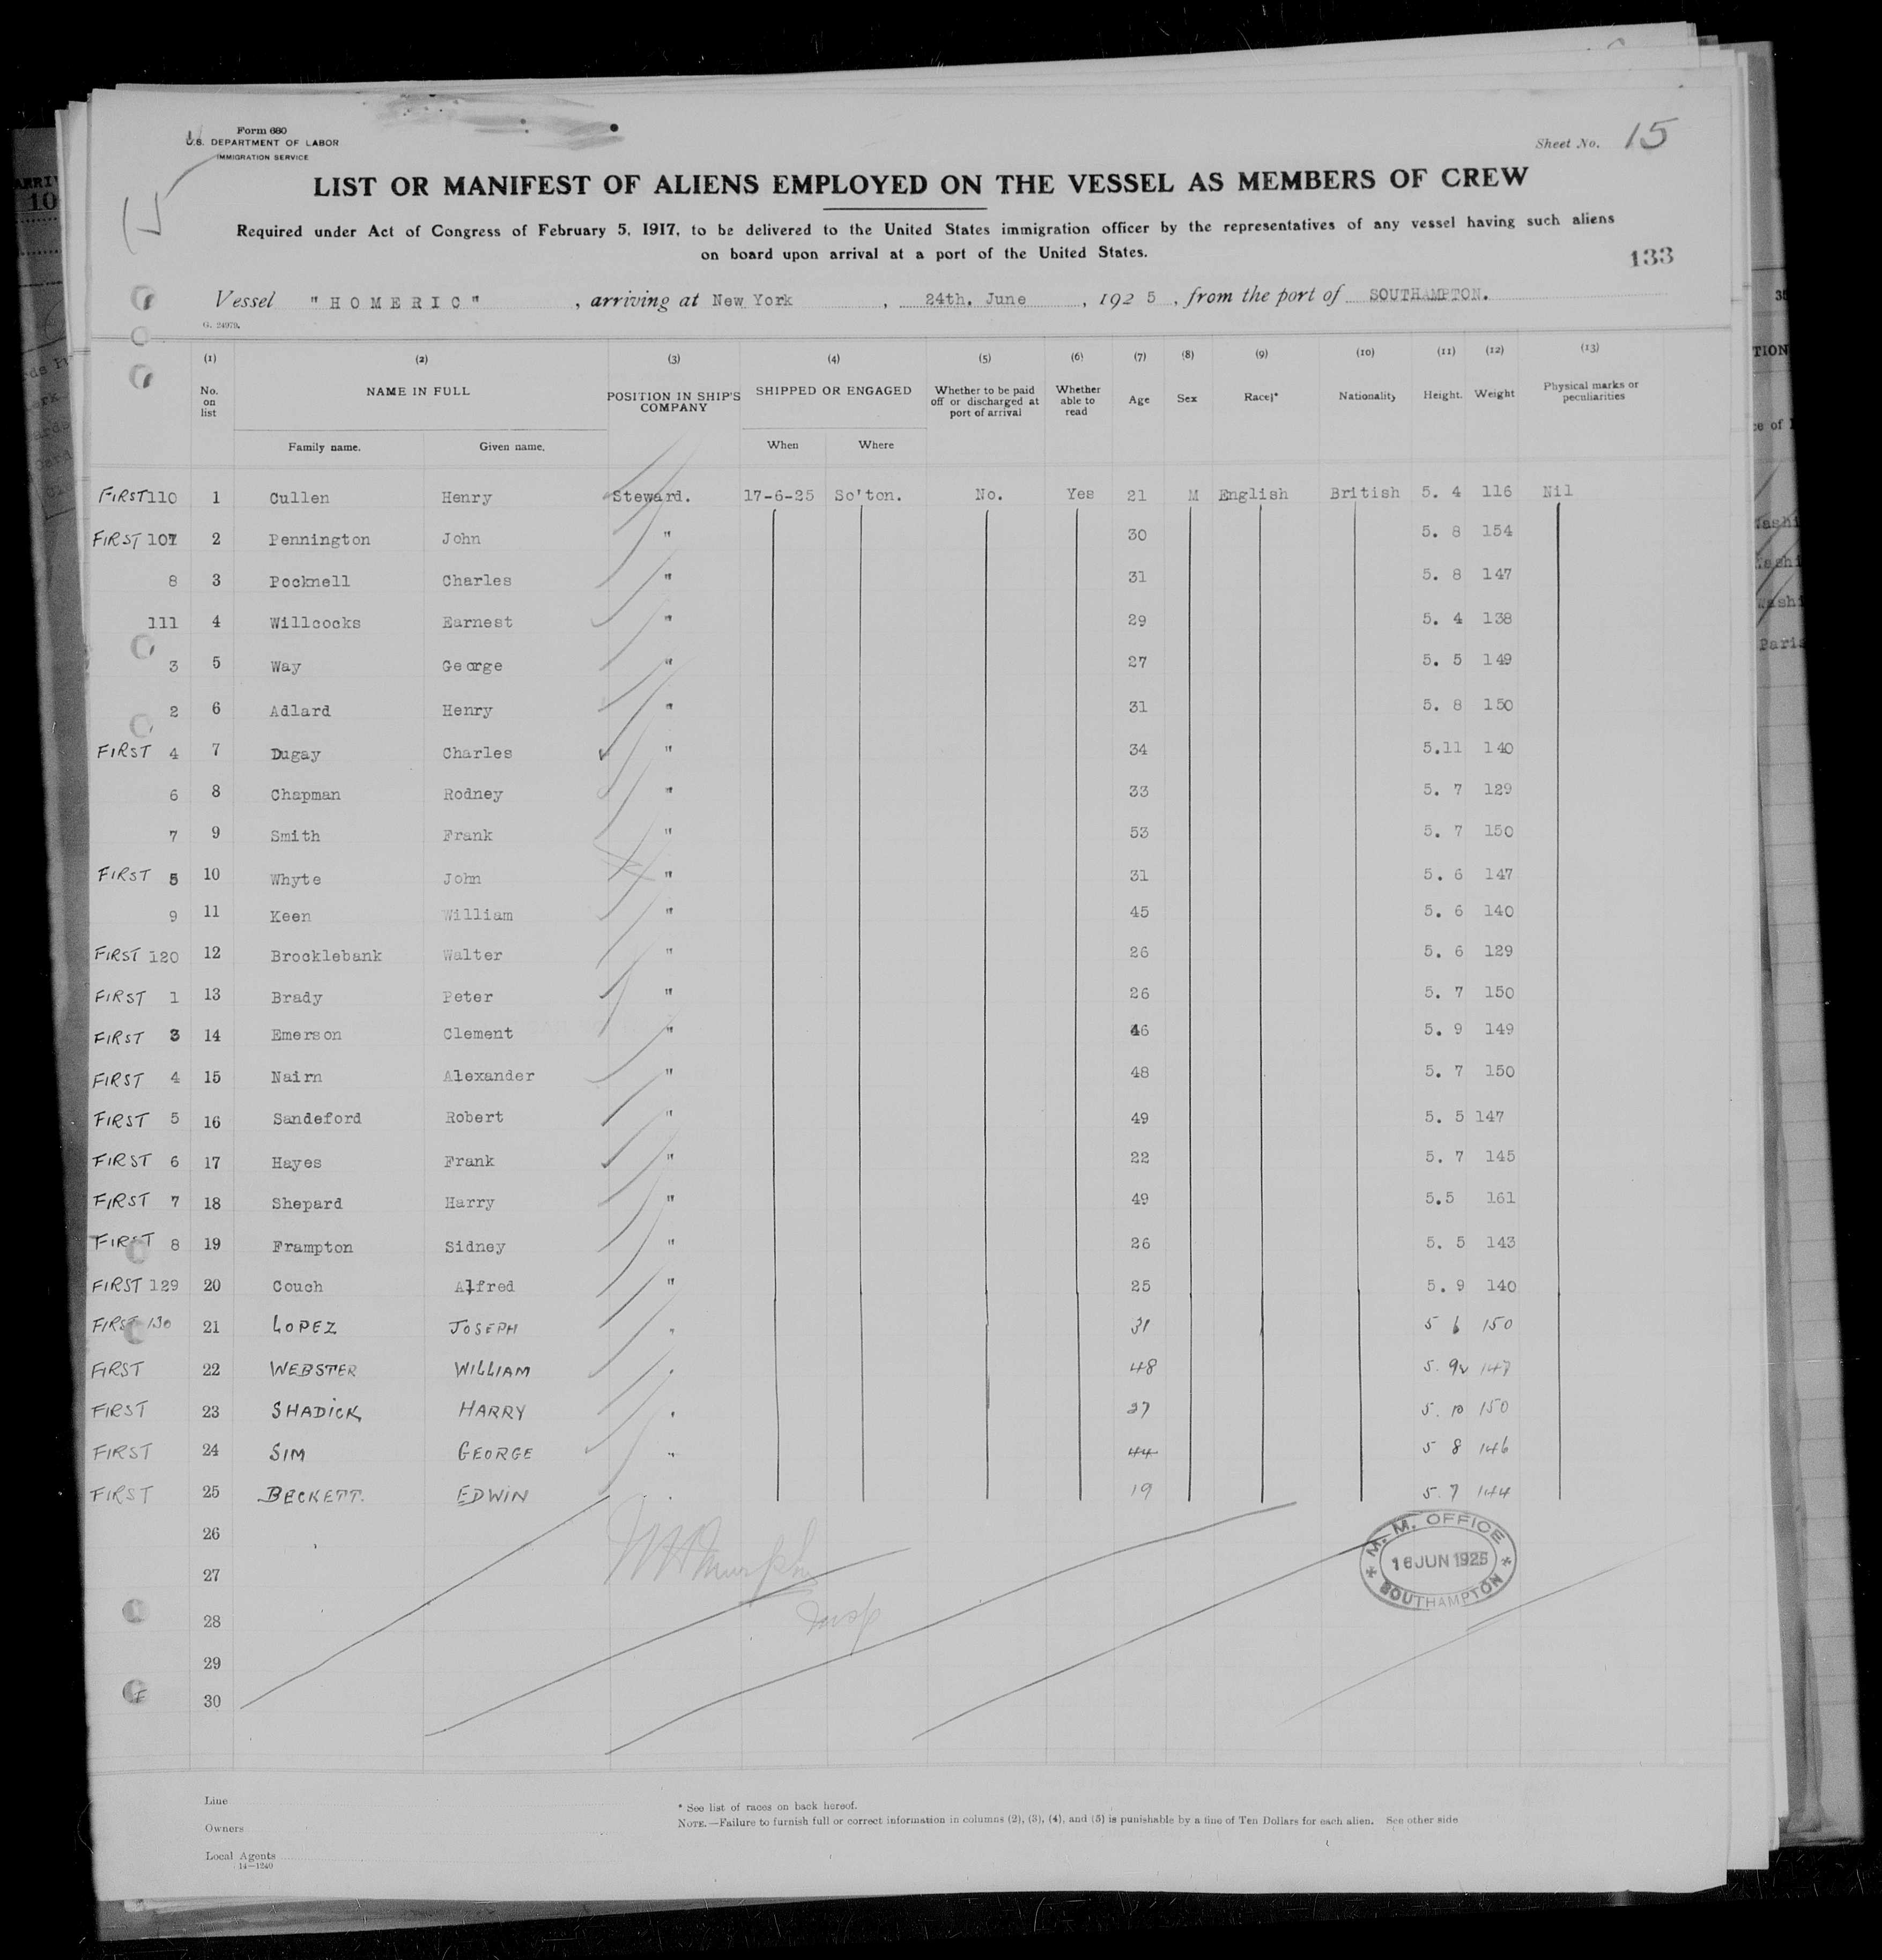 Form 680
U.S. DEPARTMENT OF LABOR
IMMIGRATION SERVICE
Sheet No. 15
LIST OR MANIFEST OF ALIENS EMPLOYED ON THE VESSEL AS MEMBERS OF CREW
Required under Act of Congress of February 5, 1917, to be delivered to the United States immigration officer by the representatives of any vessel having such aliens
on board upon arrival at a port of the United States.
133
Vessel "HOMERIC", arriving at New York, 24th. June, 1925, from the port of SOUTHAMPTON.
G. 24979.
(1) (2) (3) (4) (5) (6) (7) (8) (9) (10) (11) (12) (13)
No. on list NAME IN FULL POSITION IN SHIP'S COMPANY SHIPPED OR ENGAGED Whether to be paid off or discharged at port of arrival Whether able to read Age Sex Race* Nationality Height. Weight Physical marks or peculiarities
Family name. Given name. When Where
FIRST 110 1 Cullen Henry Steward. 17-6-25 So'ton. No. Yes 21 M English British 5. 4 116 Nil
FIRST 107 2 Pennington John " 30 5. 8 154
8 3 Pocknell Charles " 31 5. 8 147
111 4 Willcocks Earnest " 29 5. 4 138
3 5 Way George " 27 5. 5 149
2 6 Adlard Henry " 31 5. 8 150
FIRST 4 7 Dugay Charles " 34 5.11 140
6 8 Chapman Rodney " 33 5. 7 129
7 9 Smith Frank " 53 5. 7 150
FIRST 5 10 Whyte John " 31 5. 6 147
9 11 Keen William " 45 5. 6 140
FIRST 120 12 Brocklebank Walter " 26 5. 6 129
FIRST 1 13 Brady Peter " 26 5. 7 150
FIRST 3 14 Emerson Clement " 46 5. 9 149
FIRST 4 15 Nairn Alexander " 48 5. 7 150
FIRST 5 16 Sandeford Robert " 49 5. 5 147
FIRST 6 17 Hayes Frank " 22 5. 7 145
FIRST 7 18 Shepard Harry " 49 5.5 161
FIRST 8 19 Frampton Sidney " 26 5. 5 143
FIRST 129 20 Couch Alfred " 25 5. 9 140
FIRST 130 21 LOPEZ JOSEPH " 31 5 6 150
FIRST 22 WEBSTER WILLIAM " 48 5. 9 147
FIRST 23 SHADICK HARRY " 37 5. 10 150
FIRST 24 SIM GEORGE " 44 5 8 146
FIRST 25 BECKETT. EDWIN " 19 5. 7 144
26
27
28
29
30
Murphy
Insp
M. M. OFFICE
16 JUN 1925
SOUTHAMPTON
Line
Owners
Local Agents
14—1240
* See list of races on back hereof.
NOTE.—Failure to furnish full or correct information in columns (2), (3), (4), and (5) is punishable by a fine of Ten Dollars for each alien. See other side